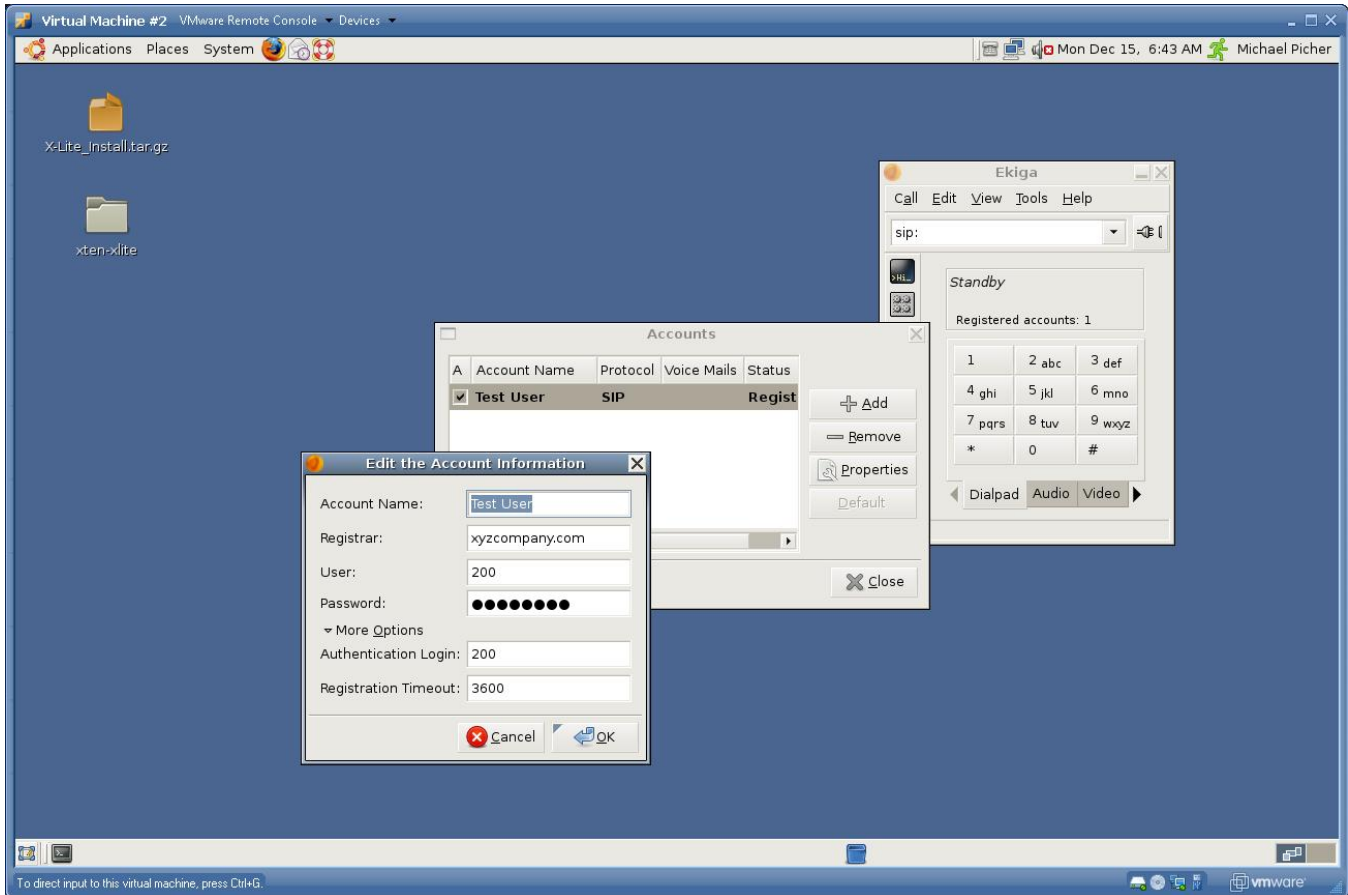 Virtual Machine #2 VMware Remote Console Devices
Applications Places System Mon Dec 15, 6:43 AM Michael Picher
X-Lite_Install.tar.gz
xten-xlite
Ekiga
Call Edit View Tools Help
sip:
Standby
Registered accounts: 1
1 2 abc 3 def
4 ghi 5 jkl 6 mno
7 pqrs 8 tuv 9 wxyz
* 0 #
Dialpad Audio Video
Accounts
A Account Name Protocol Voice Mails Status
Test User SIP Regist
Add
Remove
Properties
Default
Close
Edit the Account Information
Account Name: Test User
Registrar: xyzcompany.com
User: 200
Password: ●●●●●●●●
More Options
Authentication Login: 200
Registration Timeout: 3600
Cancel OK
To direct input to this virtual machine, press Ctrl+G.
vmware